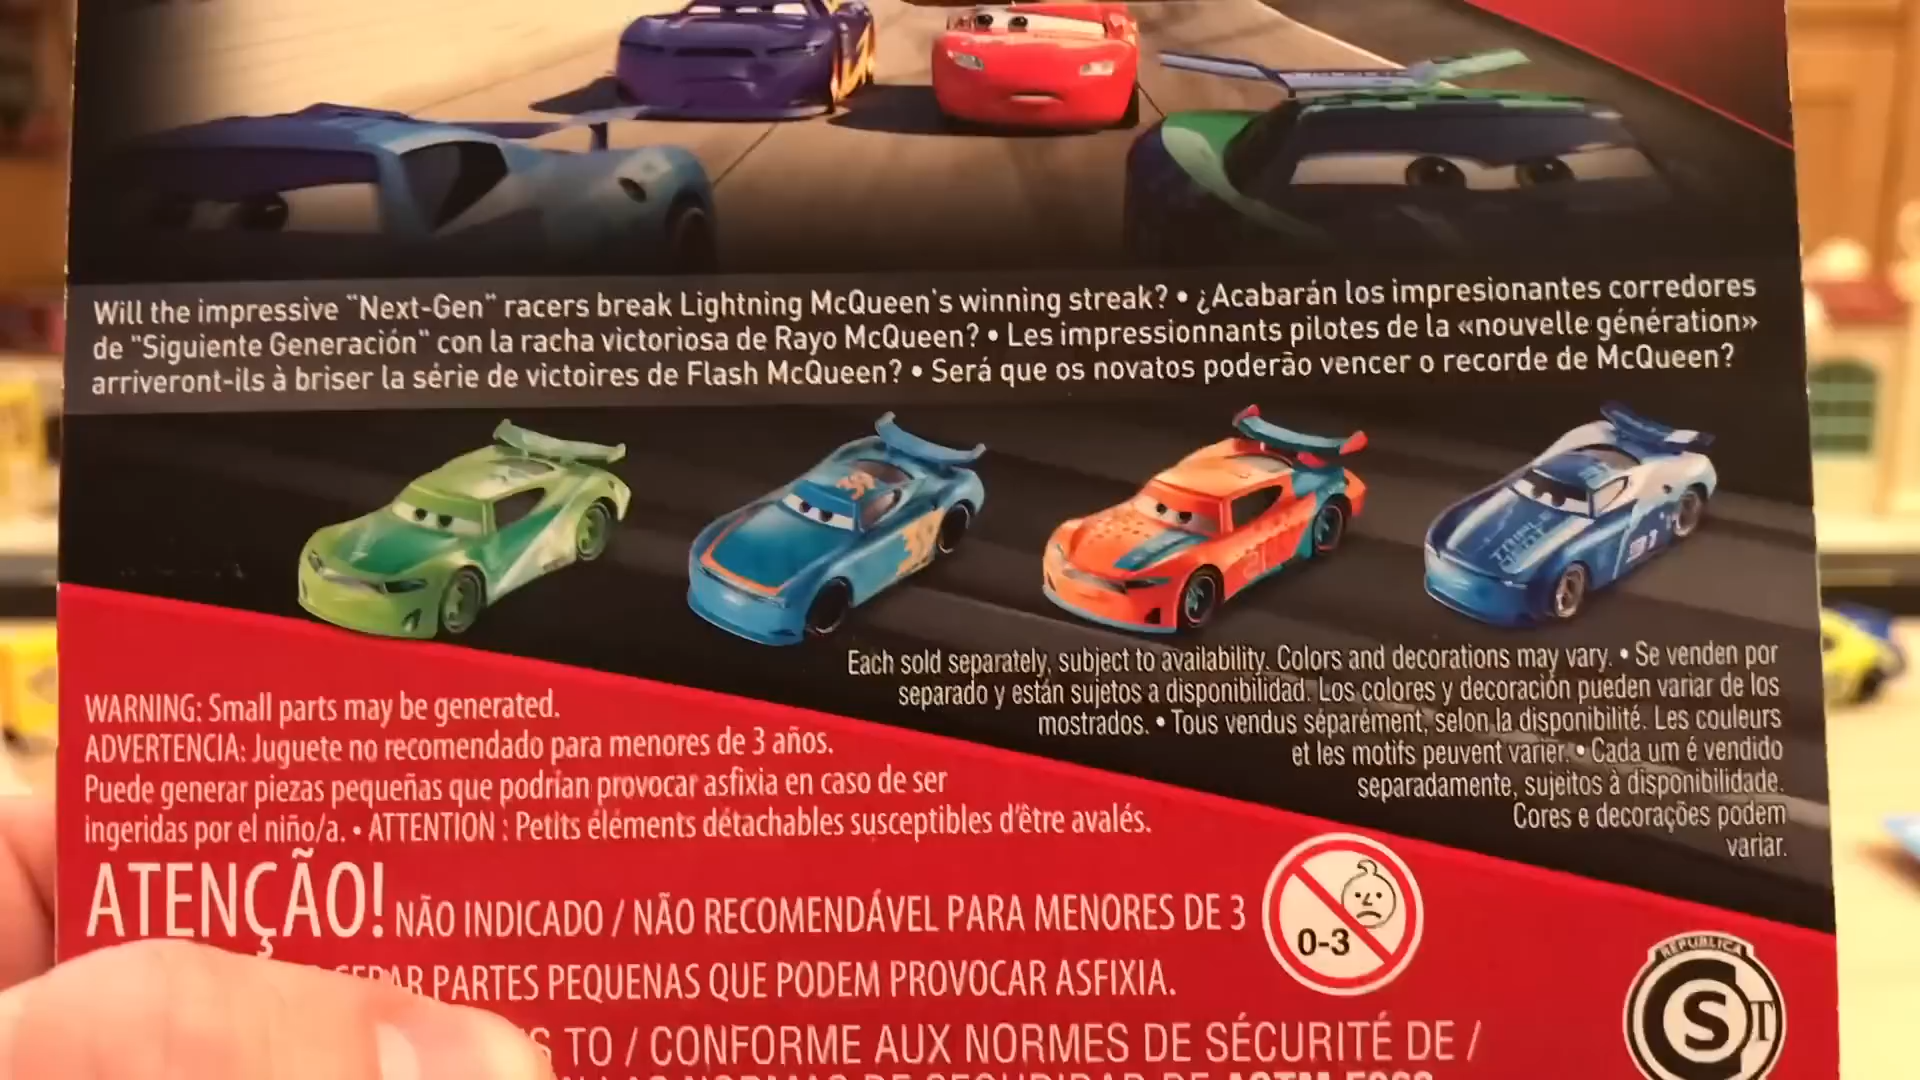 Will the impressive "Next-Gen" racers break Lightning McQueen's winning streak? • ¿Acabarán los impresionantes corredores
de "Siguiente Generación" con la racha victoriosa de Rayo McQueen? • Les impressionnants pilotes de la «nouvelle génération»
arriveront-ils à briser la série de victoires de Flash McQueen? • Será que os novatos poderão vencer o recorde de McQueen?
39
21
TRIPLE
DENT
Each sold separately, subject to availability. Colors and decorations may vary. • Se venden por
separado y están sujetos a disponibilidad. Los colores y decoración pueden variar de los
mostrados. • Tous vendus séparément, selon la disponibilité. Les couleurs
et les motifs peuvent varier. • Cada um é vendido
separadamente, sujeitos à disponibilidade.
Cores e decorações podem
variar.
WARNING: Small parts may be generated.
ADVERTENCIA: Juguete no recomendado para menores de 3 años.
Puede generar piezas pequeñas que podrían provocar asfixia en caso de ser
ingeridas por el niño/a. • ATTENTION : Petits éléments détachables susceptibles d'être avalés.
ATENÇÃO! NÃO INDICADO / NÃO RECOMENDÁVEL PARA MENORES DE 3
PARTES PEQUENAS QUE PODEM PROVOCAR ASFIXIA.
0-3
REPUBLICA
S T
TO / CONFORME AUX NORMES DE SÉCURITÉ DE /